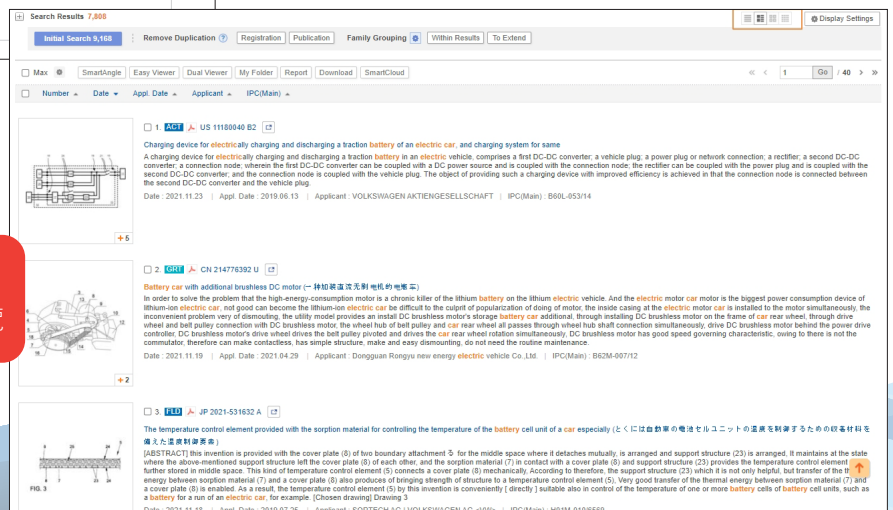 Search Results 7,808
Display Settings
Initial Search 9,168 Remove Duplication Registration Publication Family Grouping Within Results To Extend
Max SmartAngle Easy Viewer Dual Viewer My Folder Report Download SmartCloud << < 1 Go / 40 > >>
Number Date Appl. Date Applicant IPC(Main)
1. ACT US 11180040 B2
Charging device for electrically charging and discharging a traction battery of an electric car, and charging system for same
A charging device for electrically charging and discharging a traction battery in an electric vehicle, comprises a first DC-DC converter; a vehicle plug; a power plug or network connection; a rectifier; a second DC-DC
converter; a connection node; wherein the first DC-DC converter can be coupled with a DC power source and is coupled with the connection node; the rectifier can be coupled with the power plug and is coupled with the
second DC-DC converter; and the connection node is coupled with the vehicle plug. The object of providing such a charging device with improved efficiency is achieved in that the connection node is connected between
the second DC-DC converter and the vehicle plug.
Date : 2021.11.23 | Appl. Date : 2019.06.13 | Applicant : VOLKSWAGEN AKTIENGESELLSCHAFT | IPC(Main) : B60L-053/14
+5
2. GRT CN 214776392 U
Battery car with additional brushless DC motor (一种加装直流无刷电机的电瓶车)
In order to solve the problem that the high-energy-consumption motor is a chronic killer of the lithium battery on the lithium electric vehicle. And the electric motor car motor is the biggest power consumption device of
lithium-ion electric car, not good can become the lithium-ion electric car be difficult to the culprit of popularization of doing of motor; the inside casing at the electric motor car is installed to the motor simultaneously, the
inconvenient problem very of dismouting, the utility model provides an install DC brushless motor's storage battery car additional, through installing DC brushless motor on the frame of car rear wheel, through drive
wheel and belt pulley connection with DC brushless motor, the wheel hub of belt pulley and car rear wheel all passes through wheel hub shaft connection simultaneously, drive DC brushless motor behind the power drive
controller, DC brushless motor's drive wheel drives the belt pulley pivoted and drives the car rear wheel rotation simultaneously, DC brushless motor has good speed governing characteristic, owing to there is not the
commutator, therefore can make contactless, has simple structure, make and easy dismounting, do not need the routine maintenance.
Date : 2021.11.19 | Appl. Date : 2021.04.29 | Applicant : Dongguan Rongyu new energy electric vehicle Co.,Ltd. | IPC(Main) : B62M-007/12
+2
3. FLD JP 2021-531632 A
The temperature control element provided with the sorption material for controlling the temperature of the battery cell unit of a car especially (とくには自動車の電池セルユニットの温度を制御するための収着材料を
備えた温度制御要素)
[ABSTRACT] this invention is provided with the cover plate (8) of two boundary attachment る for the middle space where it detaches mutually, is arranged and support structure (23) is arranged, It maintains at the state
where the above-mentioned support structure left the cover plate (8) of each other, and the sorption material (7) in contact with a cover plate (8) and support structure (23) provides the temperature control element
further stored in middle space. This kind of temperature control element (5) connects a cover plate (8) mechanically, According to therefore, the support structure (23) which it is not only helpful, but transfer of the
energy between sorption material (7) and a cover plate (8) also produces of bringing strength of structure to a temperature control element (5), Very good transfer of the thermal energy between sorption material (7) and
a cover plate (8) is enabled. As a result, the temperature control element (5) by this invention is conveniently [ directly ] suitable also in control of the temperature of one or more battery cells of battery cell units, such as
a battery for a run of an electric car, for example. [Chosen drawing] Drawing 3
FIG. 3
Date : 2021.11.18 | Appl. Date : 2019.07.26 | Applicant : SORTECH AG | VOLKSWAGEN AG <VW> | IPC(Main) :